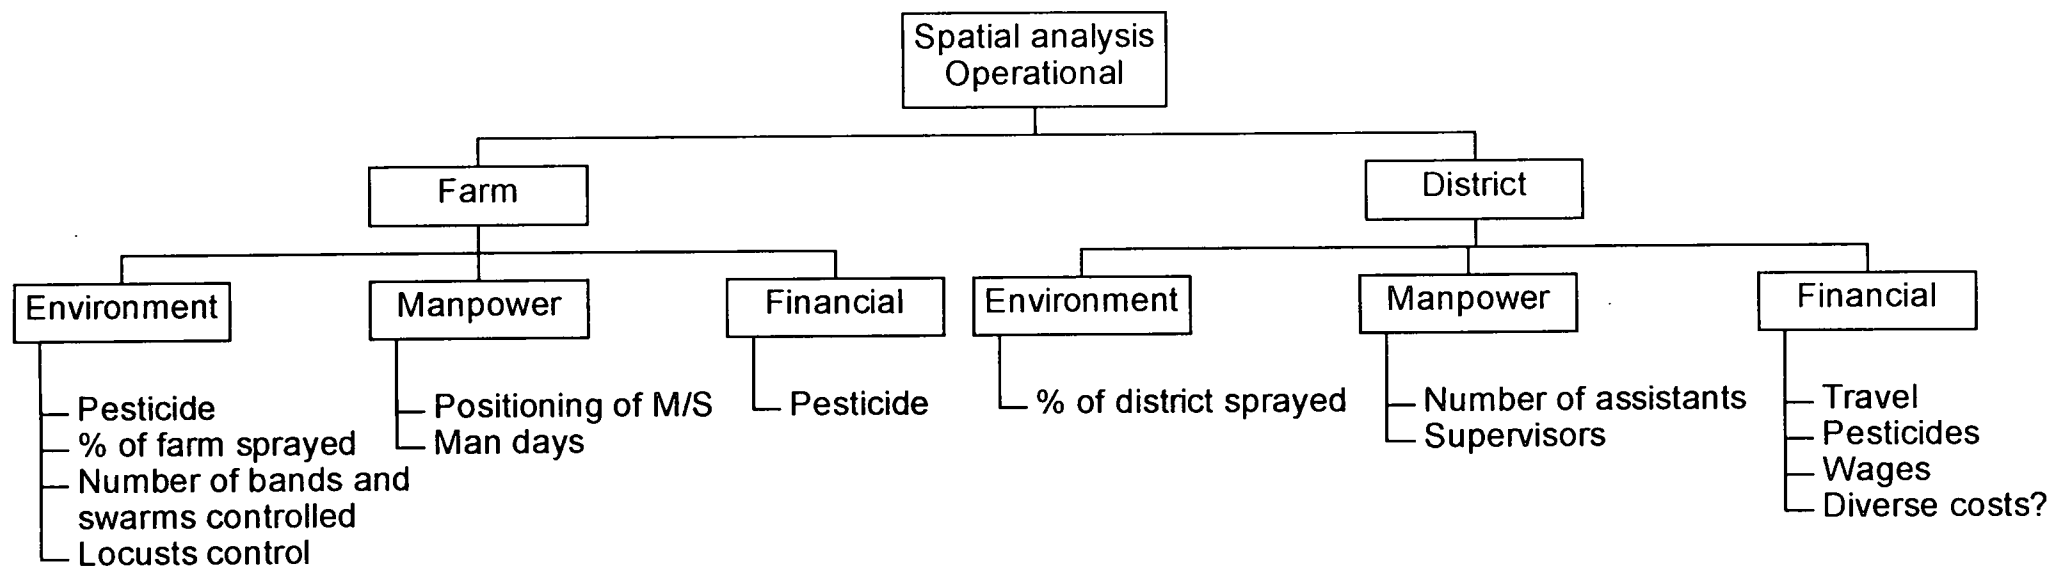 Spatial analysis
Operational
Farm
District
Environment
Manpower
Financial
Environment
Manpower
Financial
Pesticide
% of farm sprayed
Number of bands and
swarms controlled
Locusts control
Positioning of M/S
Man days
Pesticide
% of district sprayed
Number of assistants
Supervisors
Travel
Pesticides
Wages
Diverse costs?